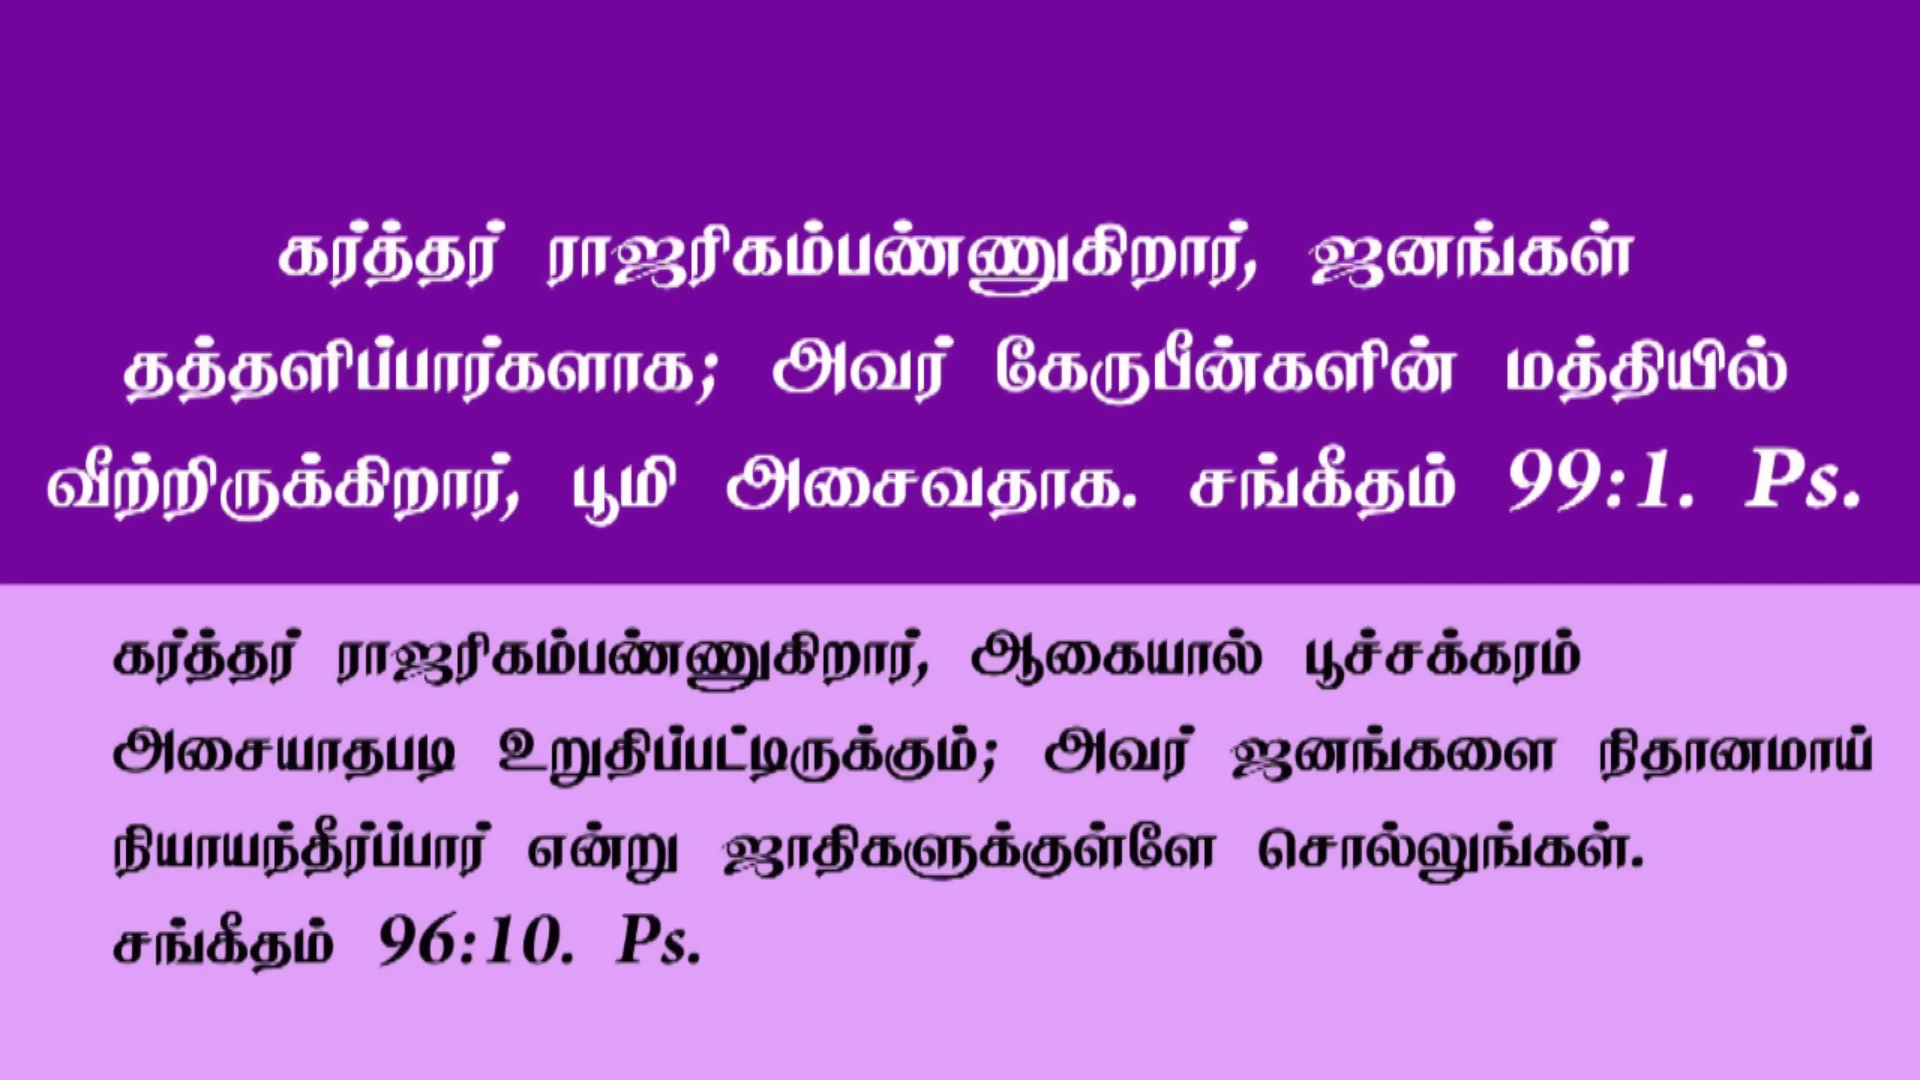 கர்த்தர் ராஜரிகம்பண்ணுகிறார், ஜனங்கள்
தத்தளிப்பார்களாக; அவர் கேருபீன்களின் மத்தியில்
வீற்றிருக்கிறார், பூமி அசைவதாக. சங்கீதம் 99:1. Ps.
கர்த்தர் ராஜரிகம்பண்ணுகிறார், ஆகையால் பூச்சக்கரம்
அசையாதபடி உறுதிப்பட்டிருக்கும்; அவர் ஜனங்களை நிதானமாய்
நியாயந்தீர்ப்பார் என்று ஜாதிகளுக்குள்ளே சொல்லுங்கள்.
சங்கீதம் 96:10. Ps.